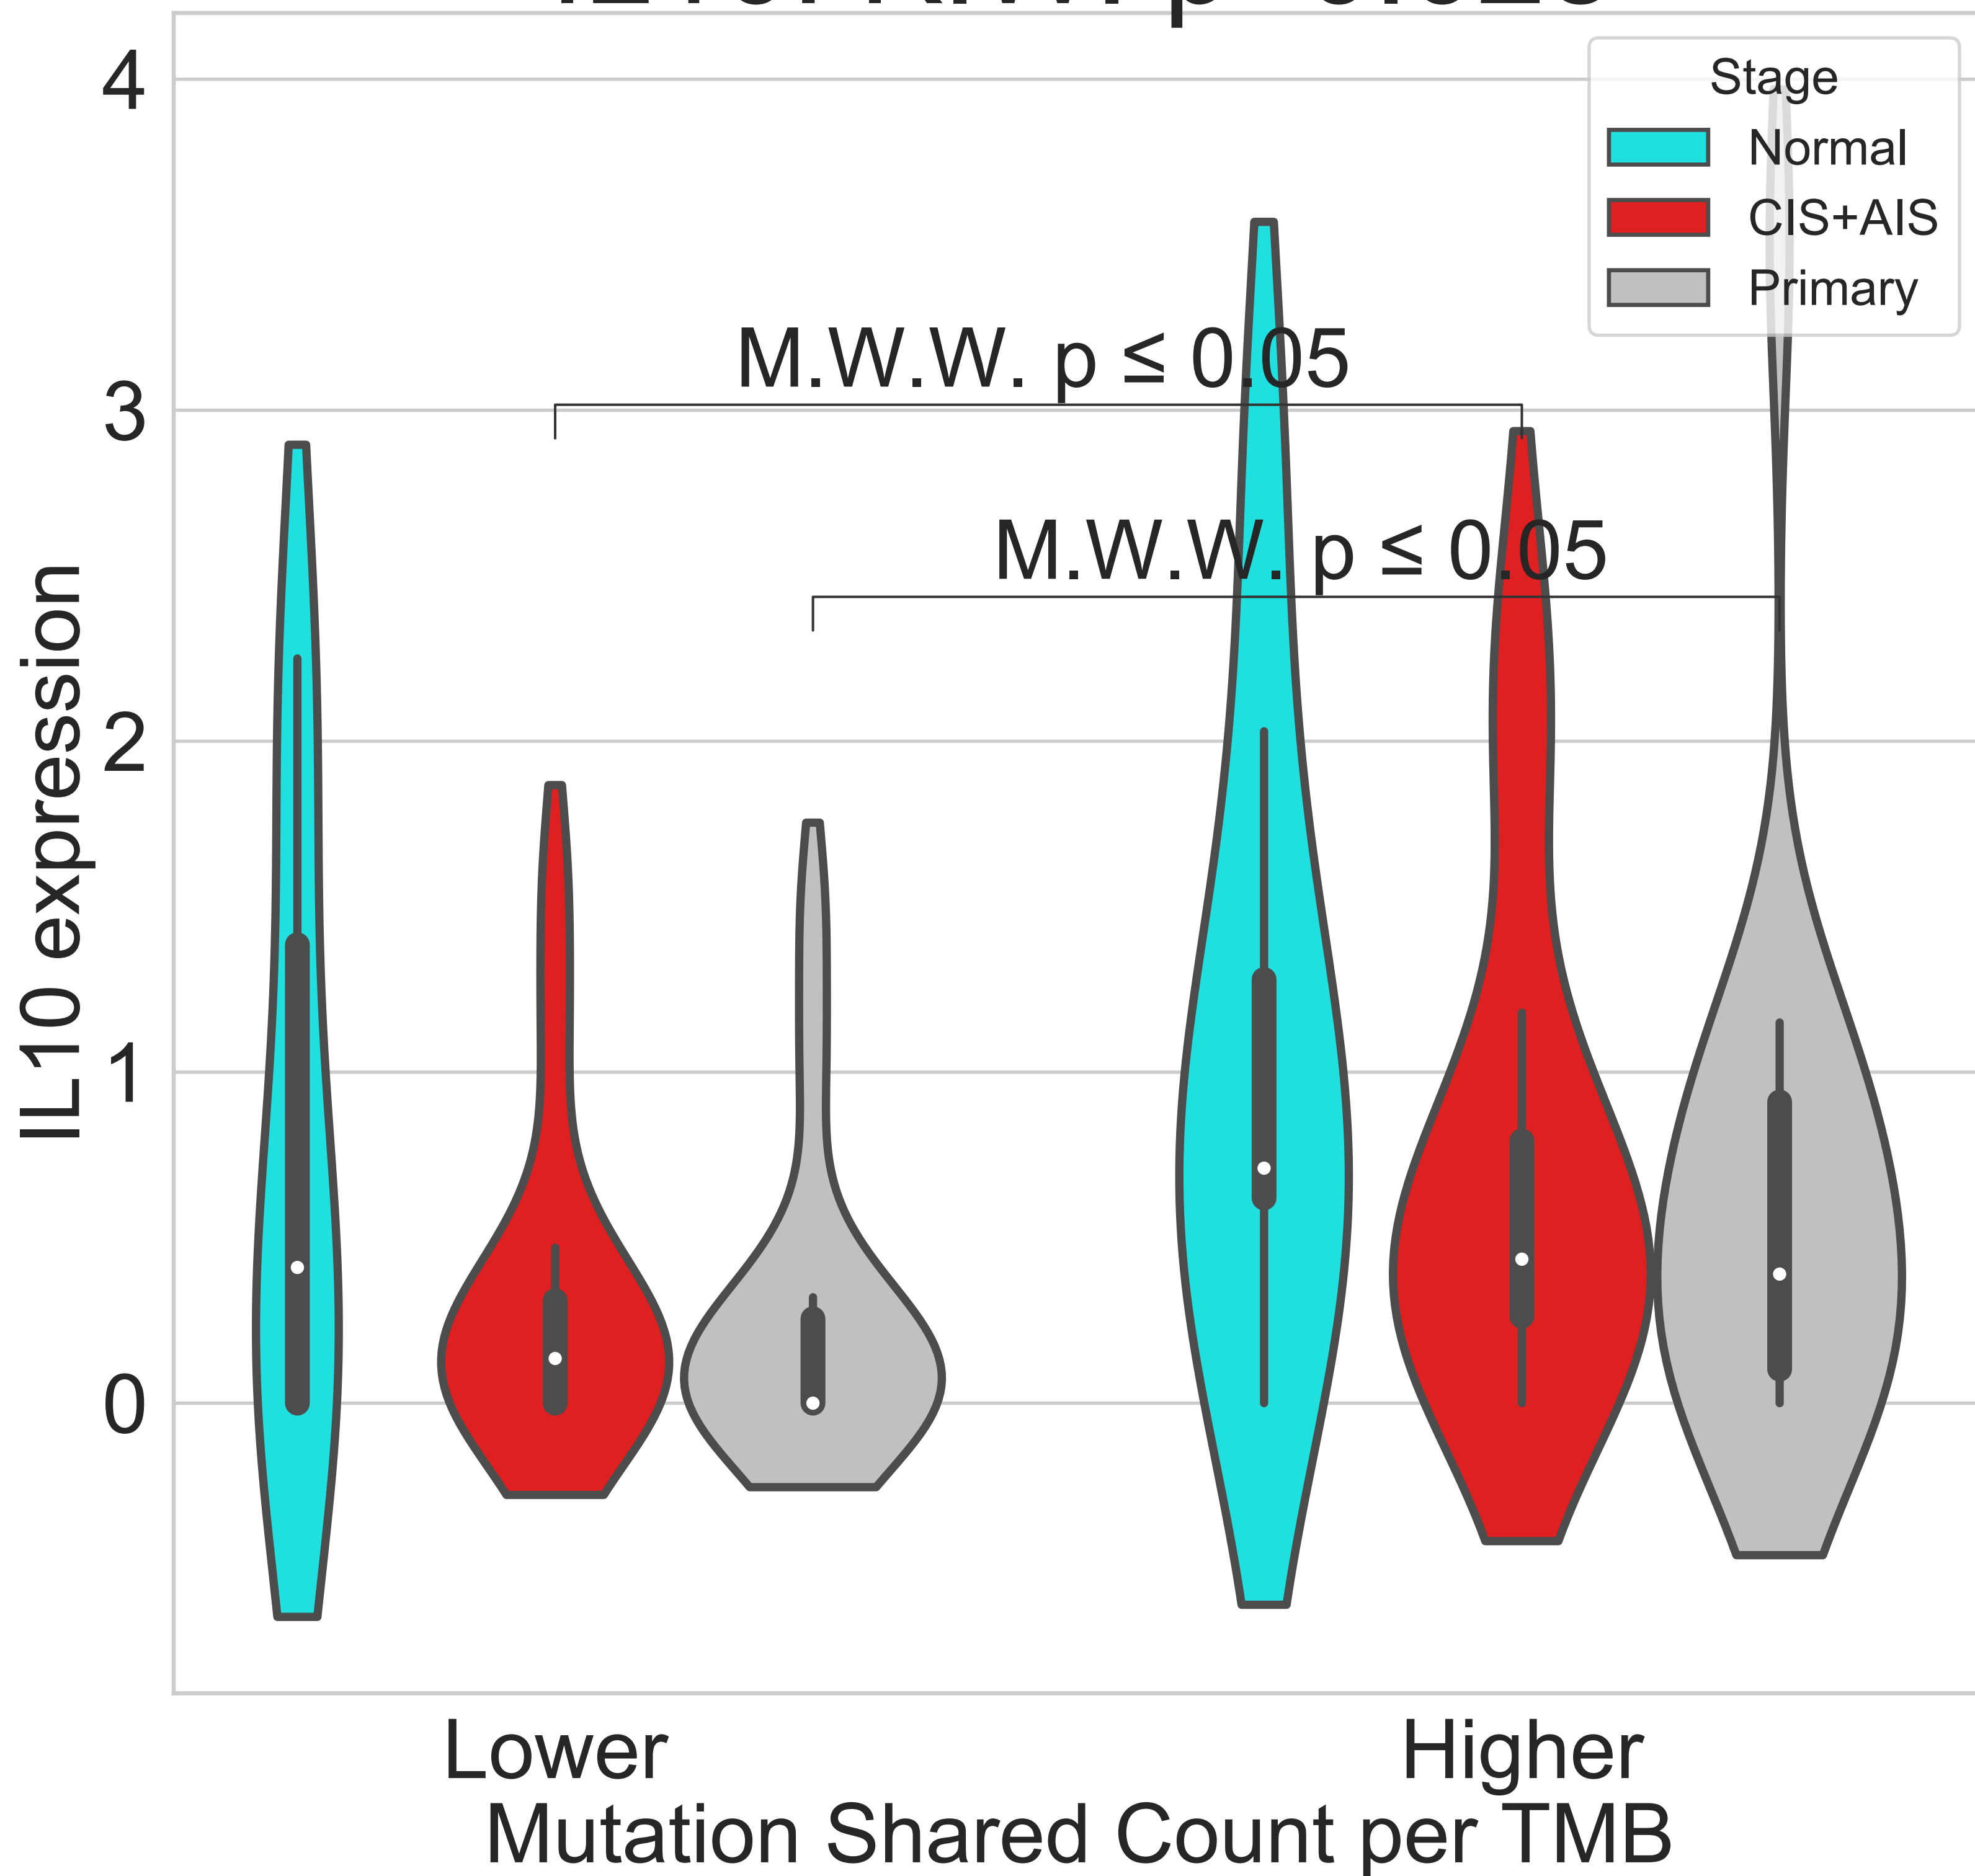 4
3
2
1
0
IL10 expression
Stage
Normal
CIS+AIS
Primary
M.W.W. p ≤ 0.05
M.W.W. p ≤ 0.05
Lower
Higher
Mutation Shared Count per TMB